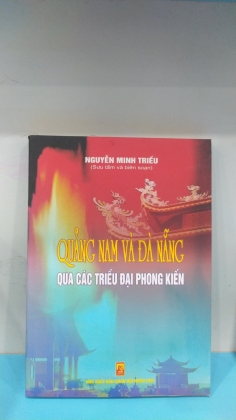 NGUYỄN MINH TRIỀU
(Sưu tầm và biên soạn)
QUẢNG NAM VÀ ĐÀ NẴNG
QUA CÁC TRIỀU ĐẠI PHONG KIẾN